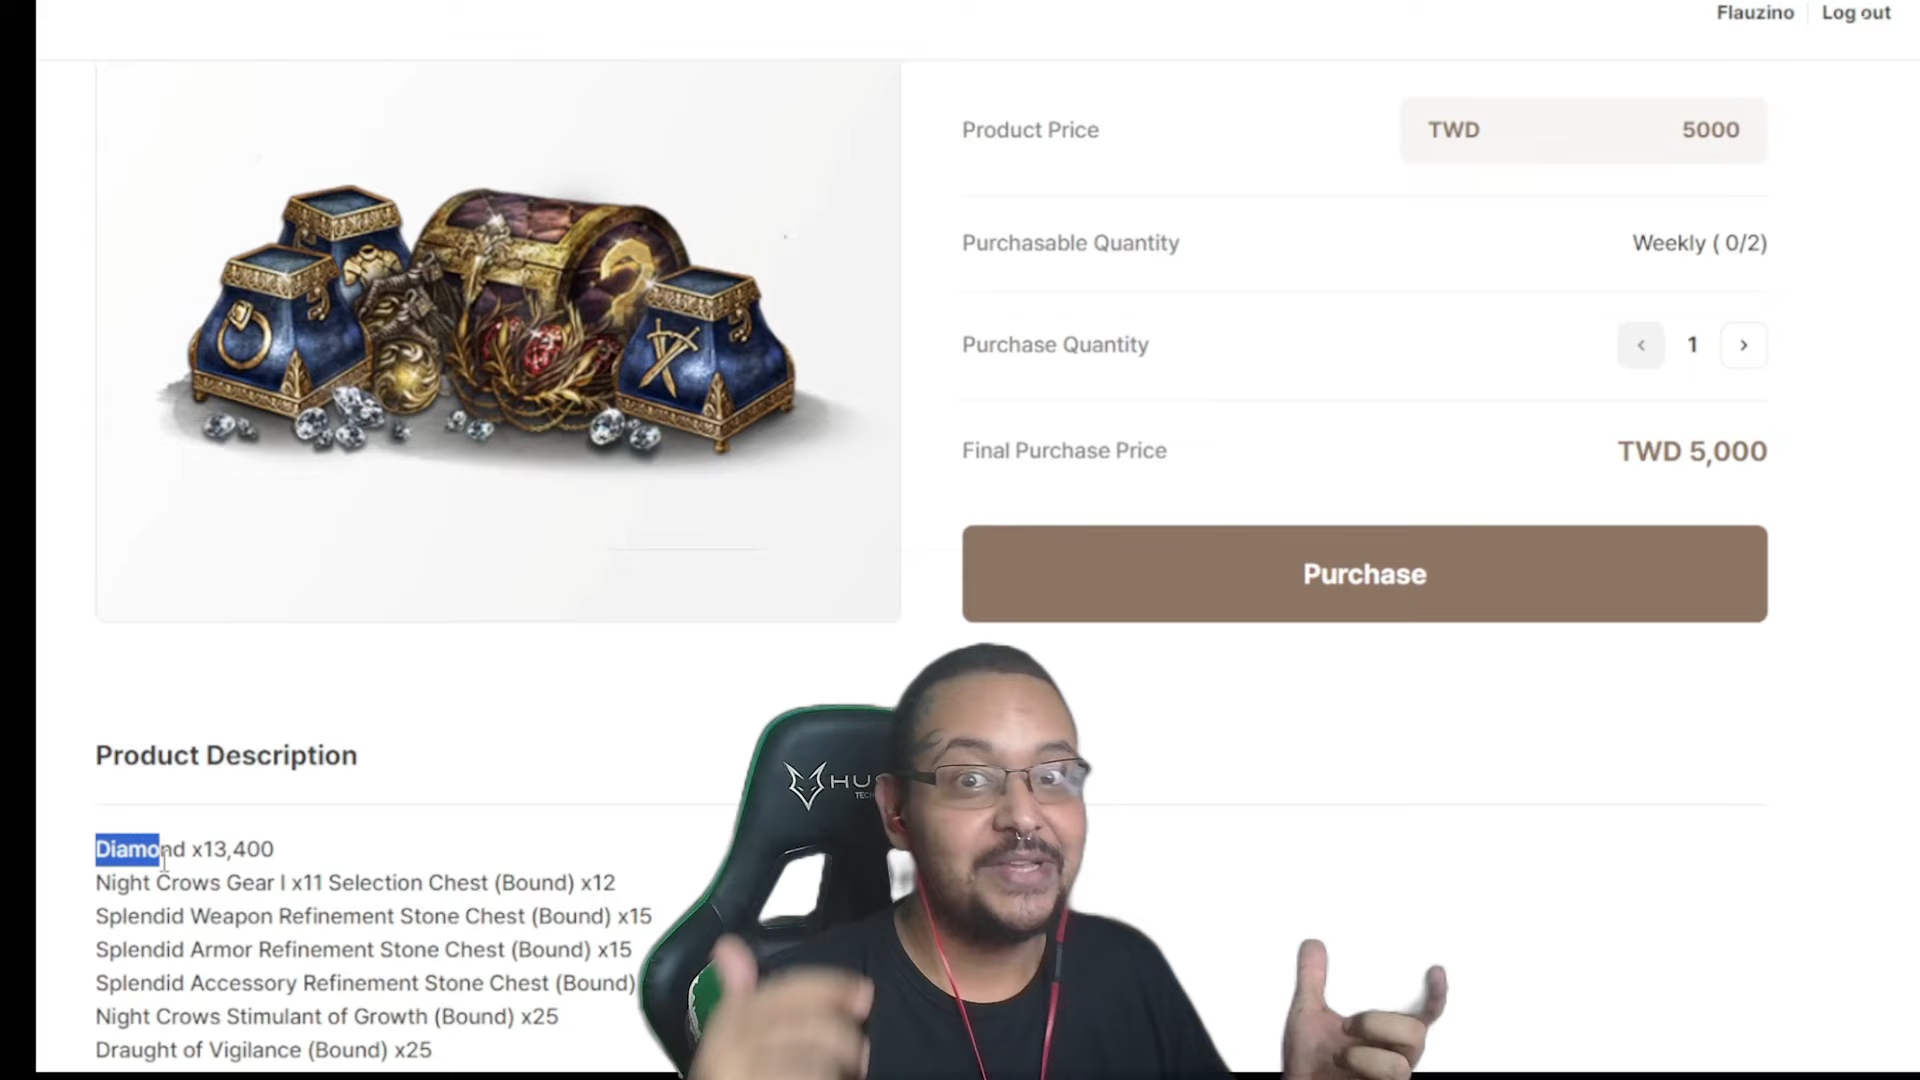 Flauzino
Log out
Product Price
TWD 5000
Purchasable Quantity
Weekly ( 0/2)
Purchase Quantity
1
Final Purchase Price
TWD 5,000
Purchase
Product Description
Diamond x13,400
Night Crows Gear I x11 Selection Chest (Bound) x12
Splendid Weapon Refinement Stone Chest (Bound) x15
Splendid Armor Refinement Stone Chest (Bound) x15
Splendid Accessory Refinement Stone Chest (Bound)
Night Crows Stimulant of Growth (Bound) x25
Draught of Vigilance (Bound) x25